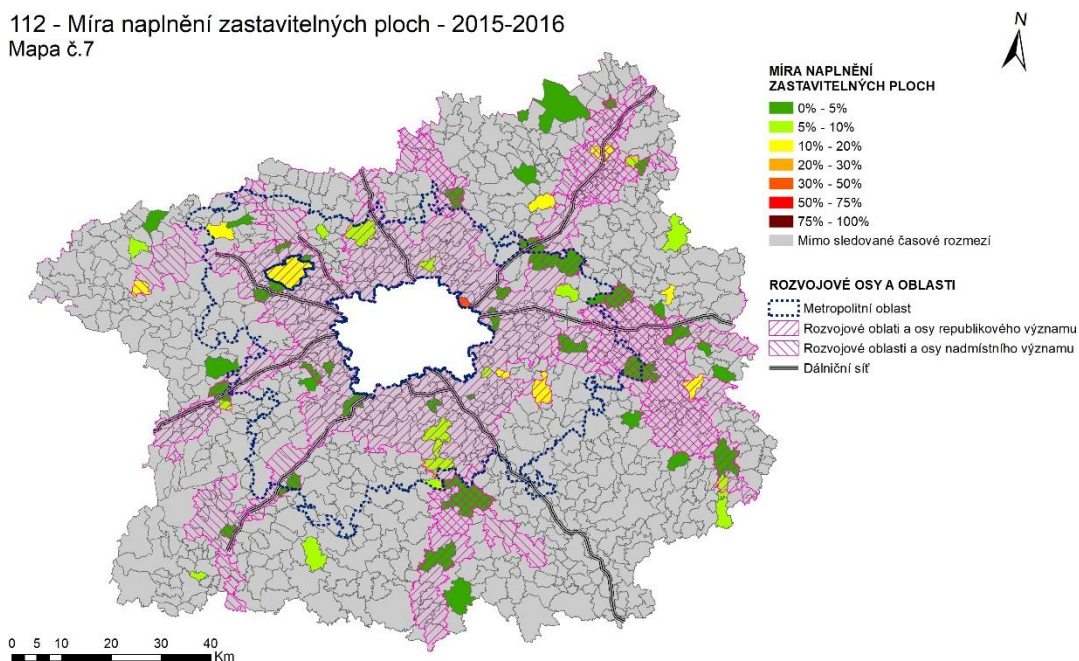 112 - Míra naplnění zastavitelných ploch - 2015-2016
Mapa č.7
N
MÍRA NAPLNĚNÍ
ZASTAVITELNÝCH PLOCH
0% - 5%
5% - 10%
10% - 20%
20% - 30%
30% - 50%
50% - 75%
75% - 100%
Mimo sledované časové rozmezí
ROZVOJOVÉ OSY A OBLASTI
Metropolitní oblast
Rozvojové oblati a osy republikového významu
Rozvojové oblasti a osy nadmístního významu
Dálniční síť
0 5 10 20 30 40
Km